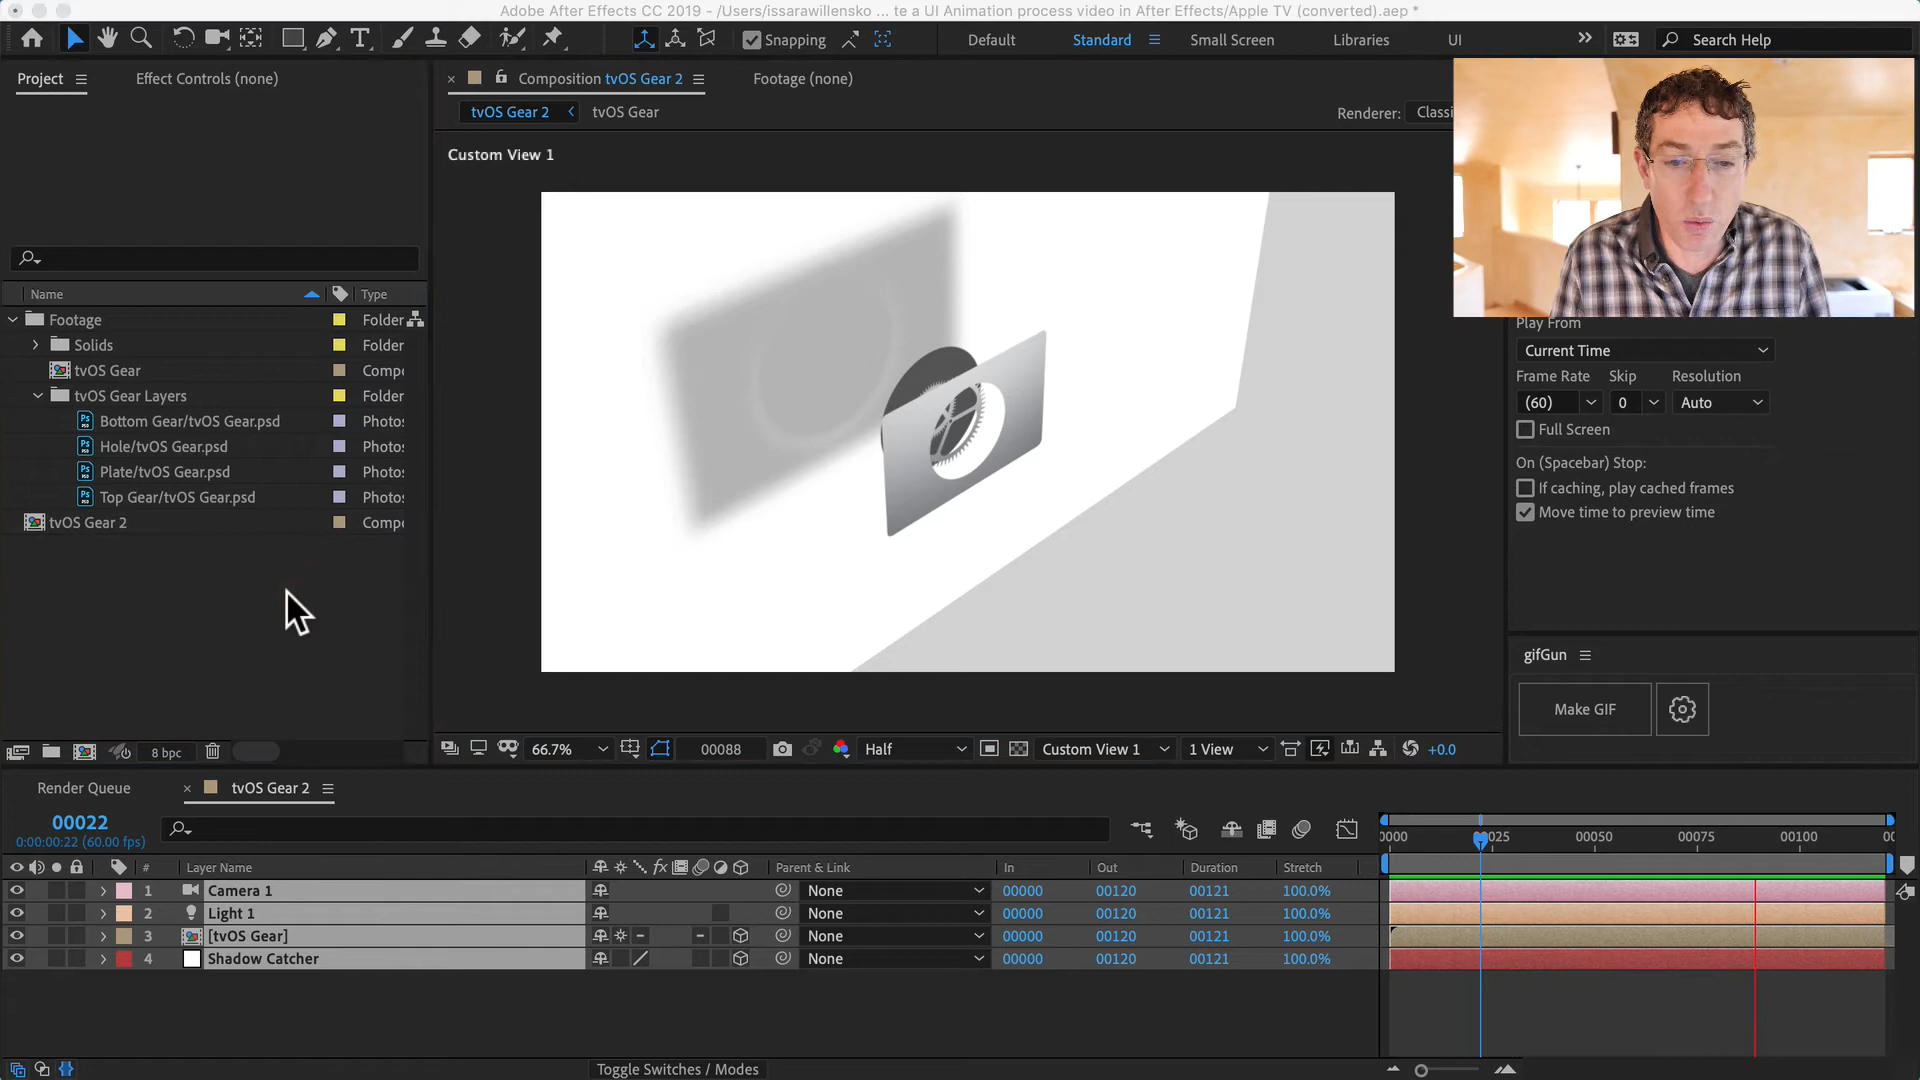 Adobe After Effects CC 2019 - /Users/issarawillensko ... te a UI Animation process video in After Effects/Apple TV (converted).aep *
Snapping
Default
Standard
Small Screen
Libraries
UI
Search Help
Project
Effect Controls (none)
Composition tvOS Gear 2
Footage (none)
tvOS Gear 2
tvOS Gear
Renderer:
Classi
Custom View 1
Name
Type
Footage
Folder
Solids
Folder
tvOS Gear
Compo
tvOS Gear Layers
Folder
Bottom Gear/tvOS Gear.psd
Photos
Hole/tvOS Gear.psd
Photos
Plate/tvOS Gear.psd
Photos
Top Gear/tvOS Gear.psd
Photos
tvOS Gear 2
Compo
Play From
Current Time
Frame Rate Skip Resolution
(60) 0 Auto
Full Screen
On (Spacebar) Stop:
If caching, play cached frames
Move time to preview time
gifGun
Make GIF
8 bpc
66.7%
00088
Half
Custom View 1
1 View
+0.0
Render Queue
tvOS Gear 2
00022
0:00:00:22 (60.00 fps)
0000 00025 00050 00075 00100 00
# Layer Name fx Parent & Link In Out Duration Stretch
1 Camera 1 None 00000 00120 00121 100.0%
2 Light 1 None 00000 00120 00121 100.0%
3 [tvOS Gear] None 00000 00120 00121 100.0%
4 Shadow Catcher None 00000 00120 00121 100.0%
Toggle Switches / Modes